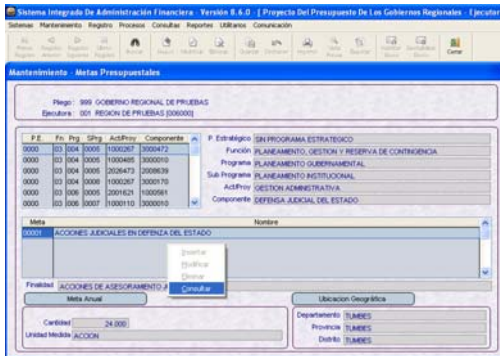 Sistema Integrado De Administración Financiera - Versión 8.6.0 - [ Proyecto Del Presupuesto De Los Gobiernos Regionales - [Ejecutor
Sistemas Mantenimiento Registro Procesos Consultar Reportes Utilitarios Comunicación
Cerrar
Mantenimiento - Metas Presupuestales
Pliego: 999 GOBIERNO REGIONAL DE PRUEBAS
Ejecutora: 001 REGION DE PRUEBAS [006000]
P.E. Fn Prg SPrg Act/Proy Componente
0000 03 004 0005 1000267 3000472
0000 03 004 0005 1000485 3000010
0000 03 004 0005 2026473 2008639
0000 03 006 0005 1000267 3000170
0000 03 006 0005 2001621 1000561
0000 03 006 0007 1000110 3000010
P. Estratégico SIN PROGRAMA ESTRATEGICO
Función PLANEAMIENTO, GESTION Y RESERVA DE CONTINGENCIA
Programa PLANEAMIENTO GUBERNAMENTAL
Sub Programa PLANEAMIENTO INSTITUCIONAL
Act/Proy GESTION ADMINISTRATIVA
Componente DEFENSA JUDICIAL DEL ESTADO
Meta Nombre
00001 ACCIONES JUDICIALES EN DEFENZA DEL ESTADO
Insertar
Modificar
Eliminar
Consultar
Finalidad ACCIONES DE ASESORAMIENTO J
Meta Anual
Cantidad 24.000
Unidad Medida ACCION
Ubicacion Geográfica
Departamento TUMBES
Provincia TUMBES
Distrito TUMBES